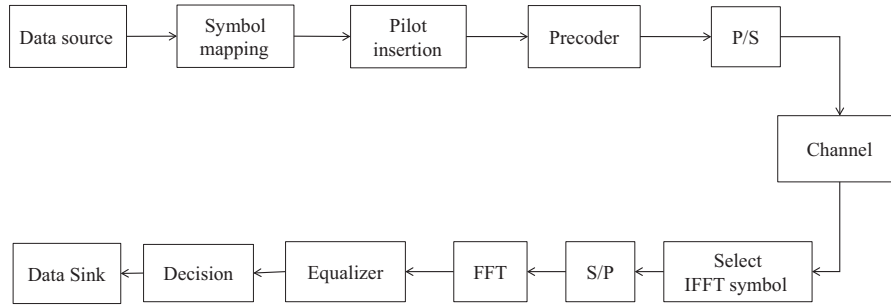 Data source
Symbol
mapping
Pilot
insertion
Precoder
P/S
Channel
Data Sink
Decision
Equalizer
FFT
S/P
Select
IFFT symbol